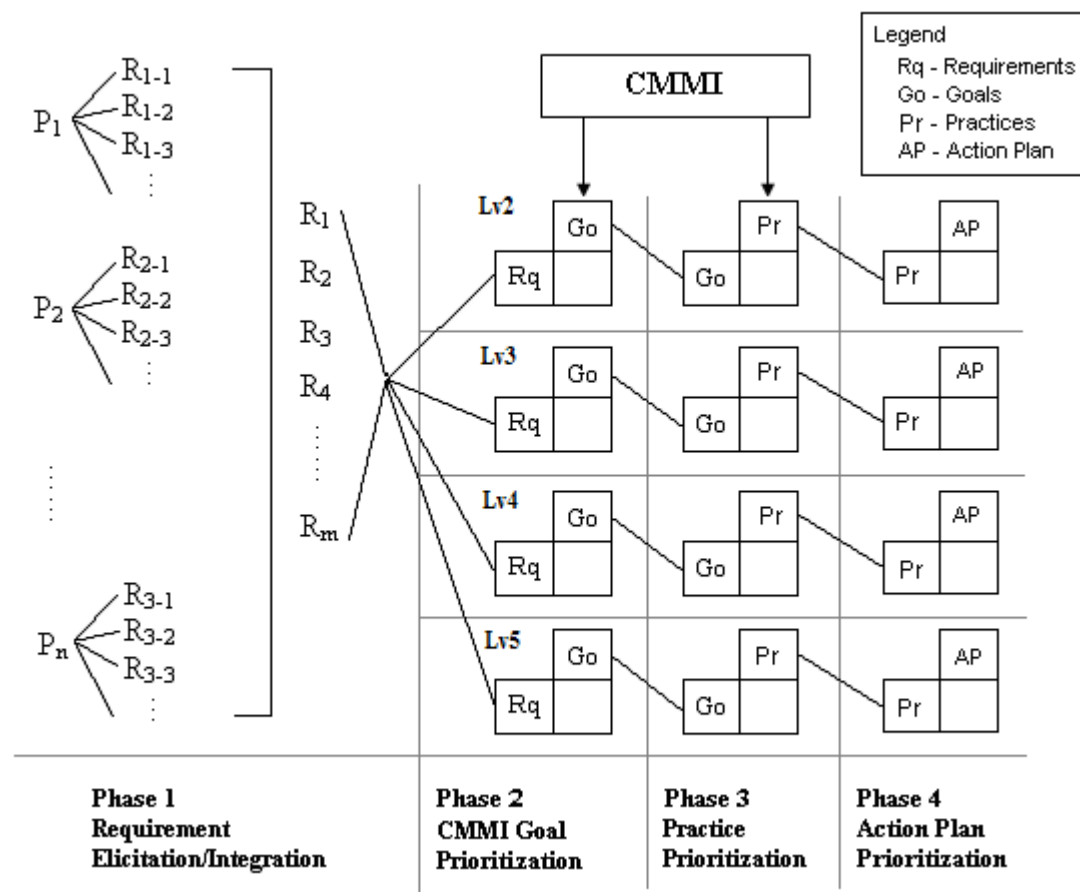 Legend
Rq - Requirements
Go - Goals
Pr - Practices
AP - Action Plan
CMMI
P1
R1-1
R1-2
R1-3
⋮
P2
R2-1
R2-2
R2-3
⋮
⋮
Pn
R3-1
R3-2
R3-3
⋮
R1
R2
R3
R4
⋮
Rm
Lv2
Go
Pr
AP
Rq
Go
Pr
Lv3
Go
Pr
AP
Rq
Go
Pr
Lv4
Go
Pr
AP
Rq
Go
Pr
Lv5
Go
Pr
AP
Rq
Go
Pr
Phase 1
Requirement
Elicitation/Integration
Phase 2
CMMI Goal
Prioritization
Phase 3
Practice
Prioritization
Phase 4
Action Plan
Prioritization